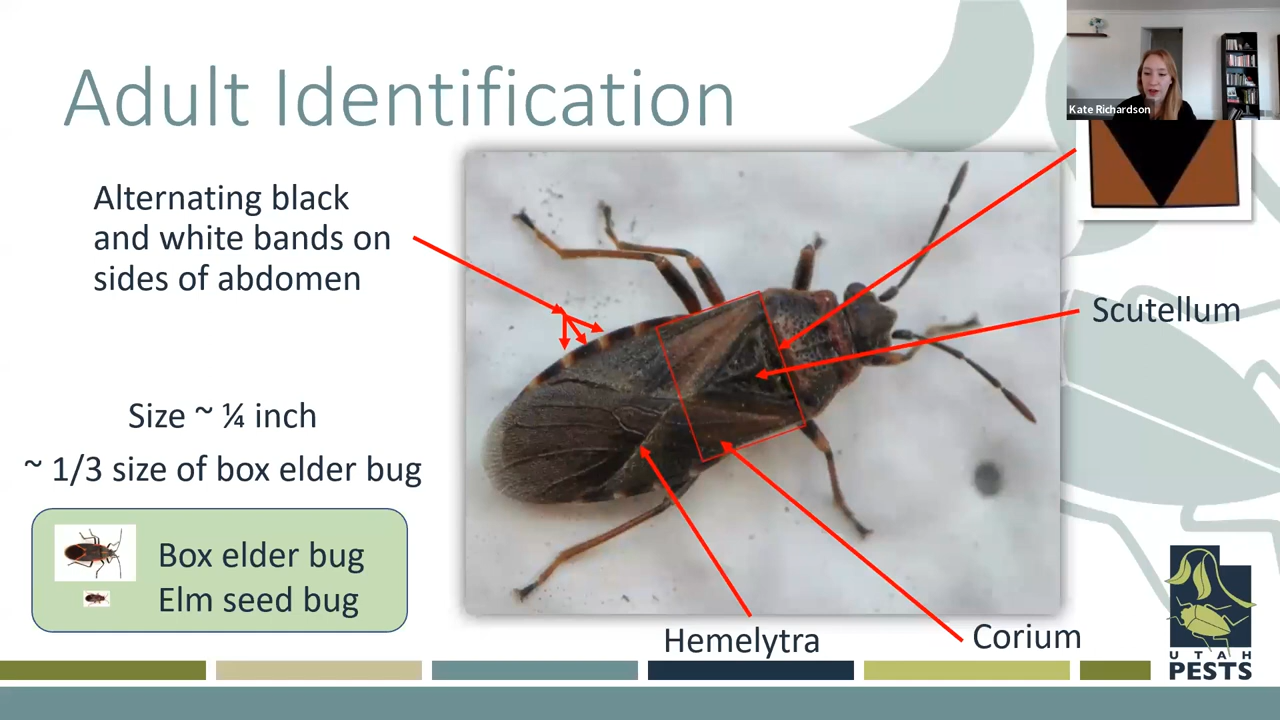 Adult Identification
Kate Richardson
Alternating black
and white bands on
sides of abdomen
Scutellum
Size ~ ¼ inch
~ 1/3 size of box elder bug
Box elder bug
Elm seed bug
Hemelytra
Corium
UTAH
PESTS